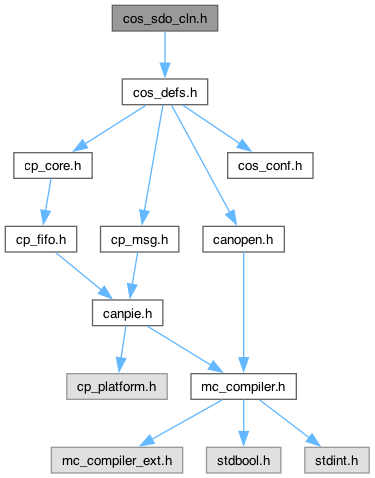 cos_sdo_cln.h
cos_defs.h
cp_core.h
cos_conf.h
cp_fifo.h
cp_msg.h
canopen.h
canpie.h
cp_platform.h
mc_compiler.h
mc_compiler_ext.h
stdbool.h
stdint.h